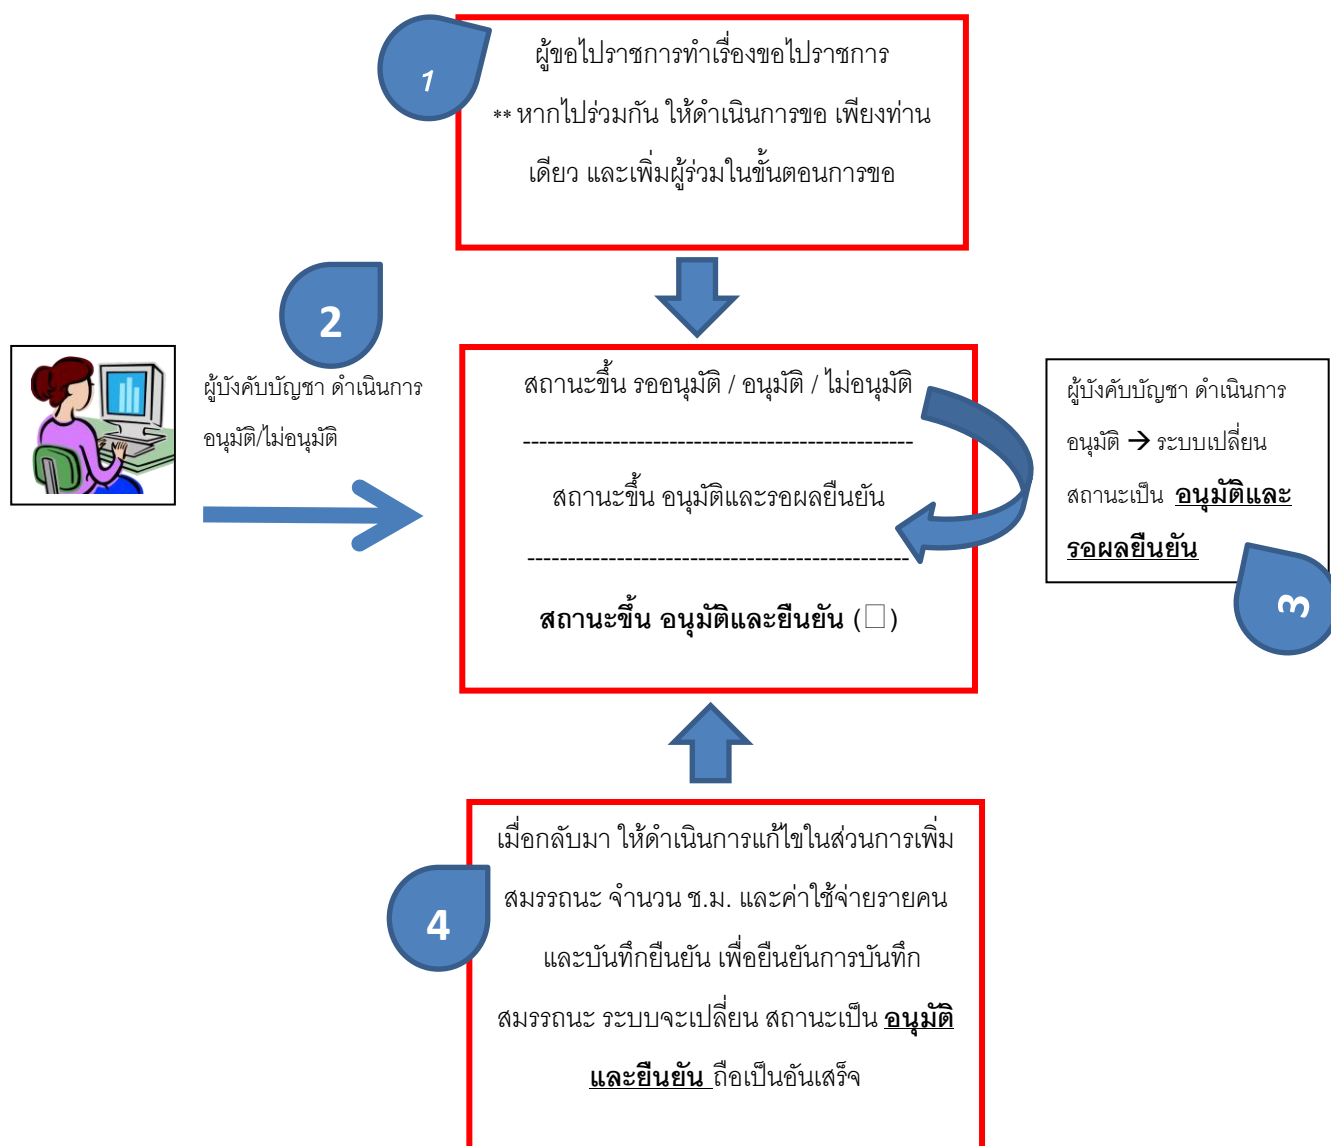 1
ผู้ขอไปราชการทำเรื่องขอไปราชการ
** หากไปร่วมกัน ให้ดำเนินการขอ เพียงท่าน
เดียว และเพิ่มผู้ร่วมในขั้นตอนการขอ
2
ผู้บังคับบัญชา ดำเนินการ
อนุมัติ/ไม่อนุมัติ
สถานะขึ้น รออนุมัติ / อนุมัติ / ไม่อนุมัติ
-----------------------------------------------
สถานะขึ้น อนุมัติและรอผลยืนยัน
----------------------------------------------
สถานะขึ้น อนุมัติและยืนยัน (□)
ผู้บังคับบัญชา ดำเนินการ
อนุมัติ → ระบบเปลี่ยน
สถานะเป็น อนุมัติและ
รอผลยืนยัน
3
4
เมื่อกลับมา ให้ดำเนินการแก้ไขในส่วนการเพิ่ม
สมรรถนะ จำนวน ช.ม. และค่าใช้จ่ายรายคน
และบันทึกยืนยัน เพื่อยืนยันการบันทึก
สมรรถนะ ระบบจะเปลี่ยน สถานะเป็น อนุมัติ
และยืนยัน ถือเป็นอันเสร็จ